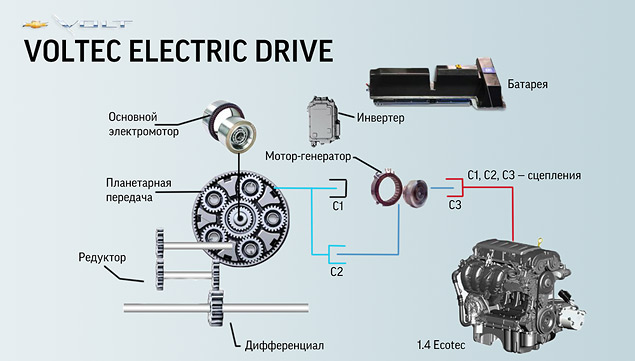 VOLT
VOLTEC ELECTRIC DRIVE
Батарея
Основной
электромотор
Инвертер
Мотор-генератор
C1, C2, C3 – сцепления
Планетарная
передача
C1
C3
Редуктор
C2
Дифференциал
1.4 Ecotec